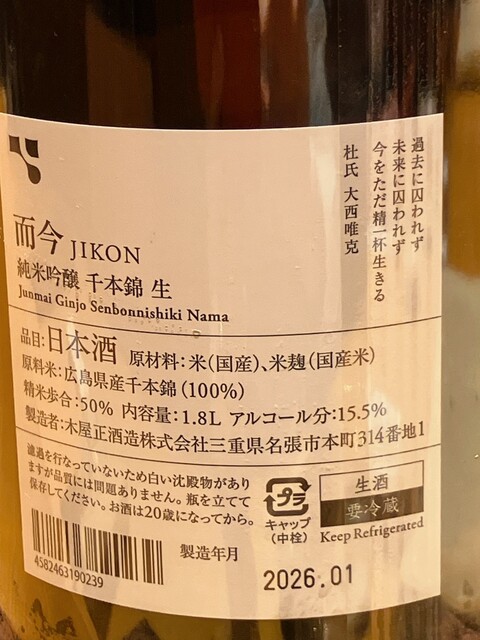 過去に囚われず
未来に囚われず
今をただ精一杯生きる
杜氏 大西唯克
而今 JIKON
純米吟醸 千本錦 生
Junmai Ginjo Senbonnishiki Nama
品目:日本酒 原材料:米(国産)、米麹(国産米)
原料米:広島県産千本錦(100%)
精米歩合:50% 内容量:1.8L アルコール分:15.5%
製造者:木屋正酒造株式会社三重県名張市本町314番地1
濾過を行なっていないため白い沈殿物があり
ますが品質には問題ありません。瓶を立てて
保存してください。お酒は20歳になってから。
プラ
キャップ
(中栓)
生酒
要冷蔵
Keep Refrigerated
4582463190239
製造年月
2026.01